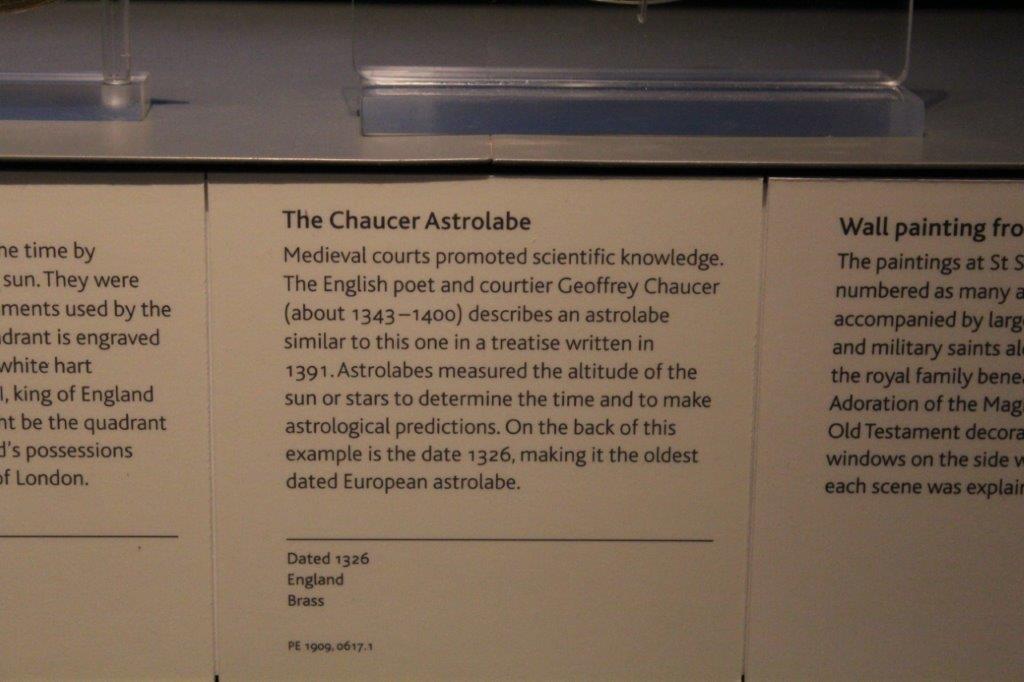 me time by
sun. They were
ments used by the
adrant is engraved
white hart
king of England
be the quadrant
d's possessions
of London.
The Chaucer Astrolabe
Medieval courts promoted scientific knowledge.
The English poet and courtier Geoffrey Chaucer
(about 1343–1400) describes an astrolabe
similar to this one in a treatise written in
1391. Astrolabes measured the altitude of the
sun or stars to determine the time and to make
astrological predictions. On the back of this
example is the date 1326, making it the oldest
dated European astrolabe.
Dated 1326
England
Brass
PE 1909, 0617.1
Wall painting fro
The paintings at St S
numbered as many a
accompanied by larg
and military saints al
the royal family bene
Adoration of the Mag
Old Testament decora
windows on the side w
each scene was explai